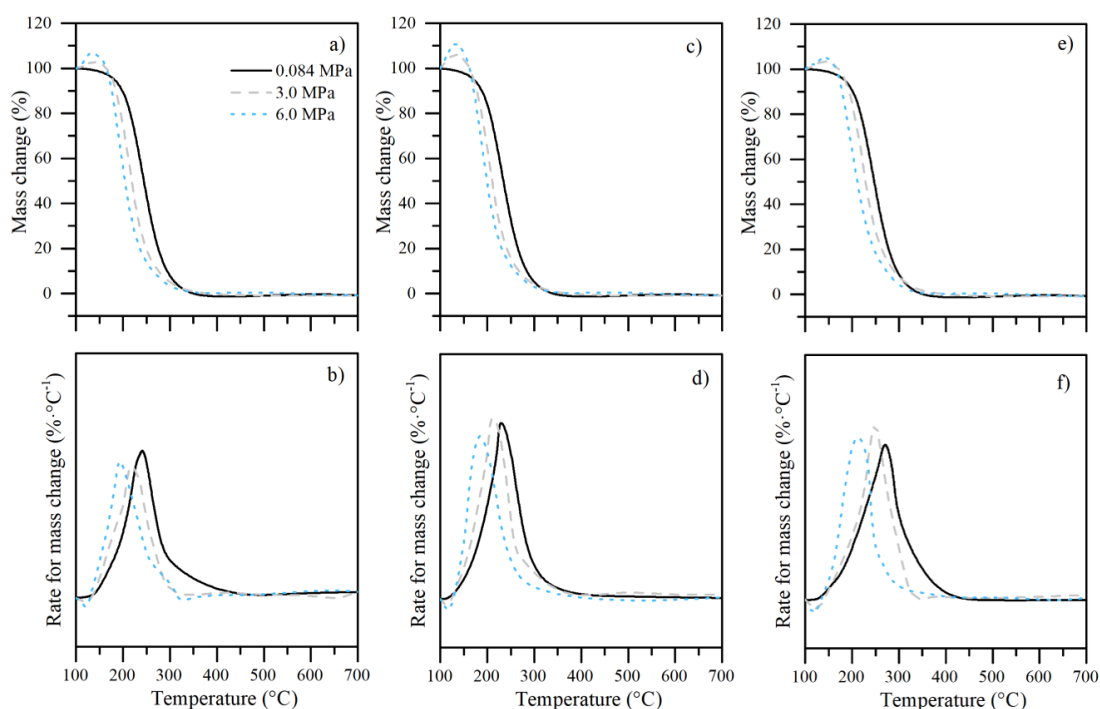 a)
0.084 MPa
3.0 MPa
6.0 MPa
Mass change (%)
120
100
80
60
40
20
0
c)
Mass change (%)
120
100
80
60
40
20
0
e)
Mass change (%)
120
100
80
60
40
20
0
b)
Rate for mass change (%·°C⁻¹)
100 200 300 400 500 600 700
Temperature (°C)
d)
Rate for mass change (%·°C⁻¹)
100 200 300 400 500 600 700
Temperature (°C)
f)
Rate for mass change (%·°C⁻¹)
100 200 300 400 500 600 700
Temperature (°C)